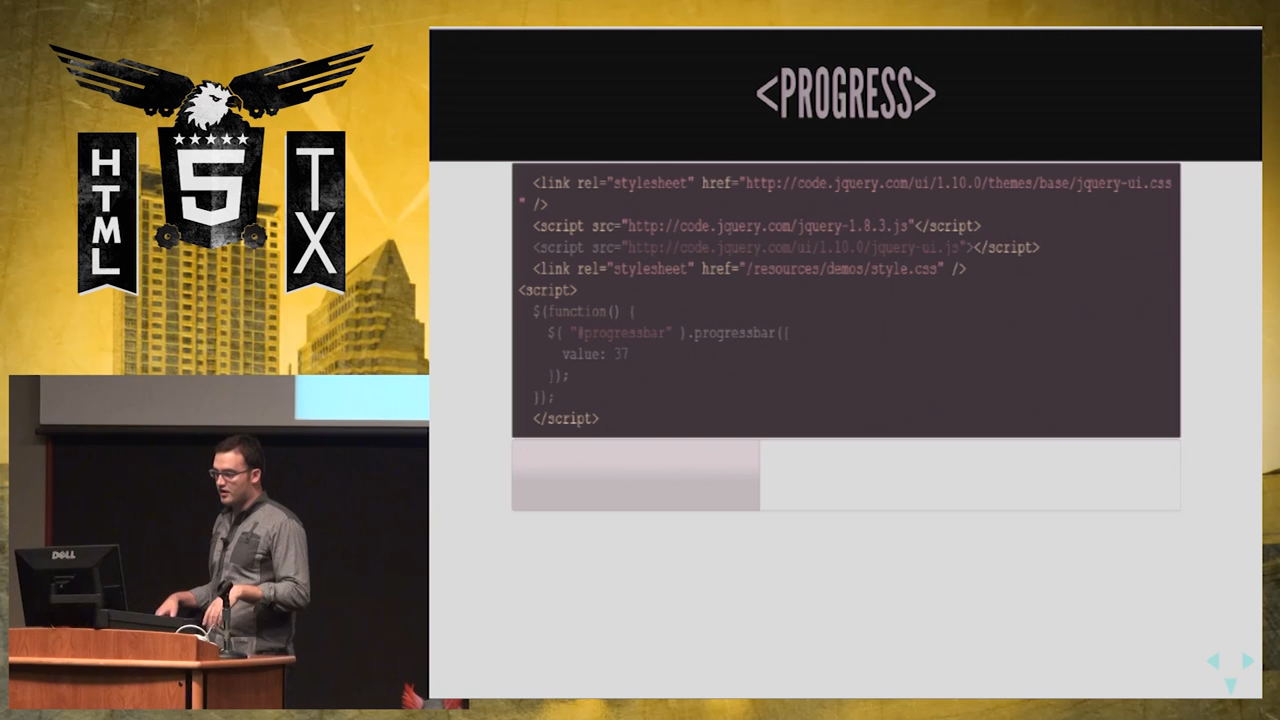 HTML
5
TX
<PROGRESS>
<link rel="stylesheet" href="http://code.jquery.com/ui/1.10.0/themes/base/jquery-ui.css
" />
<script src="http://code.jquery.com/jquery-1.8.3.js"</script>
<script src="http://code.jquery.com/ui/1.10.0/jquery-ui.js"></script>
<link rel="stylesheet" href="/resources/demos/style.css" />
<script>
$(function() {
$( "#progressbar" ).progressbar({
value: 37
});
});
</script>
DELL